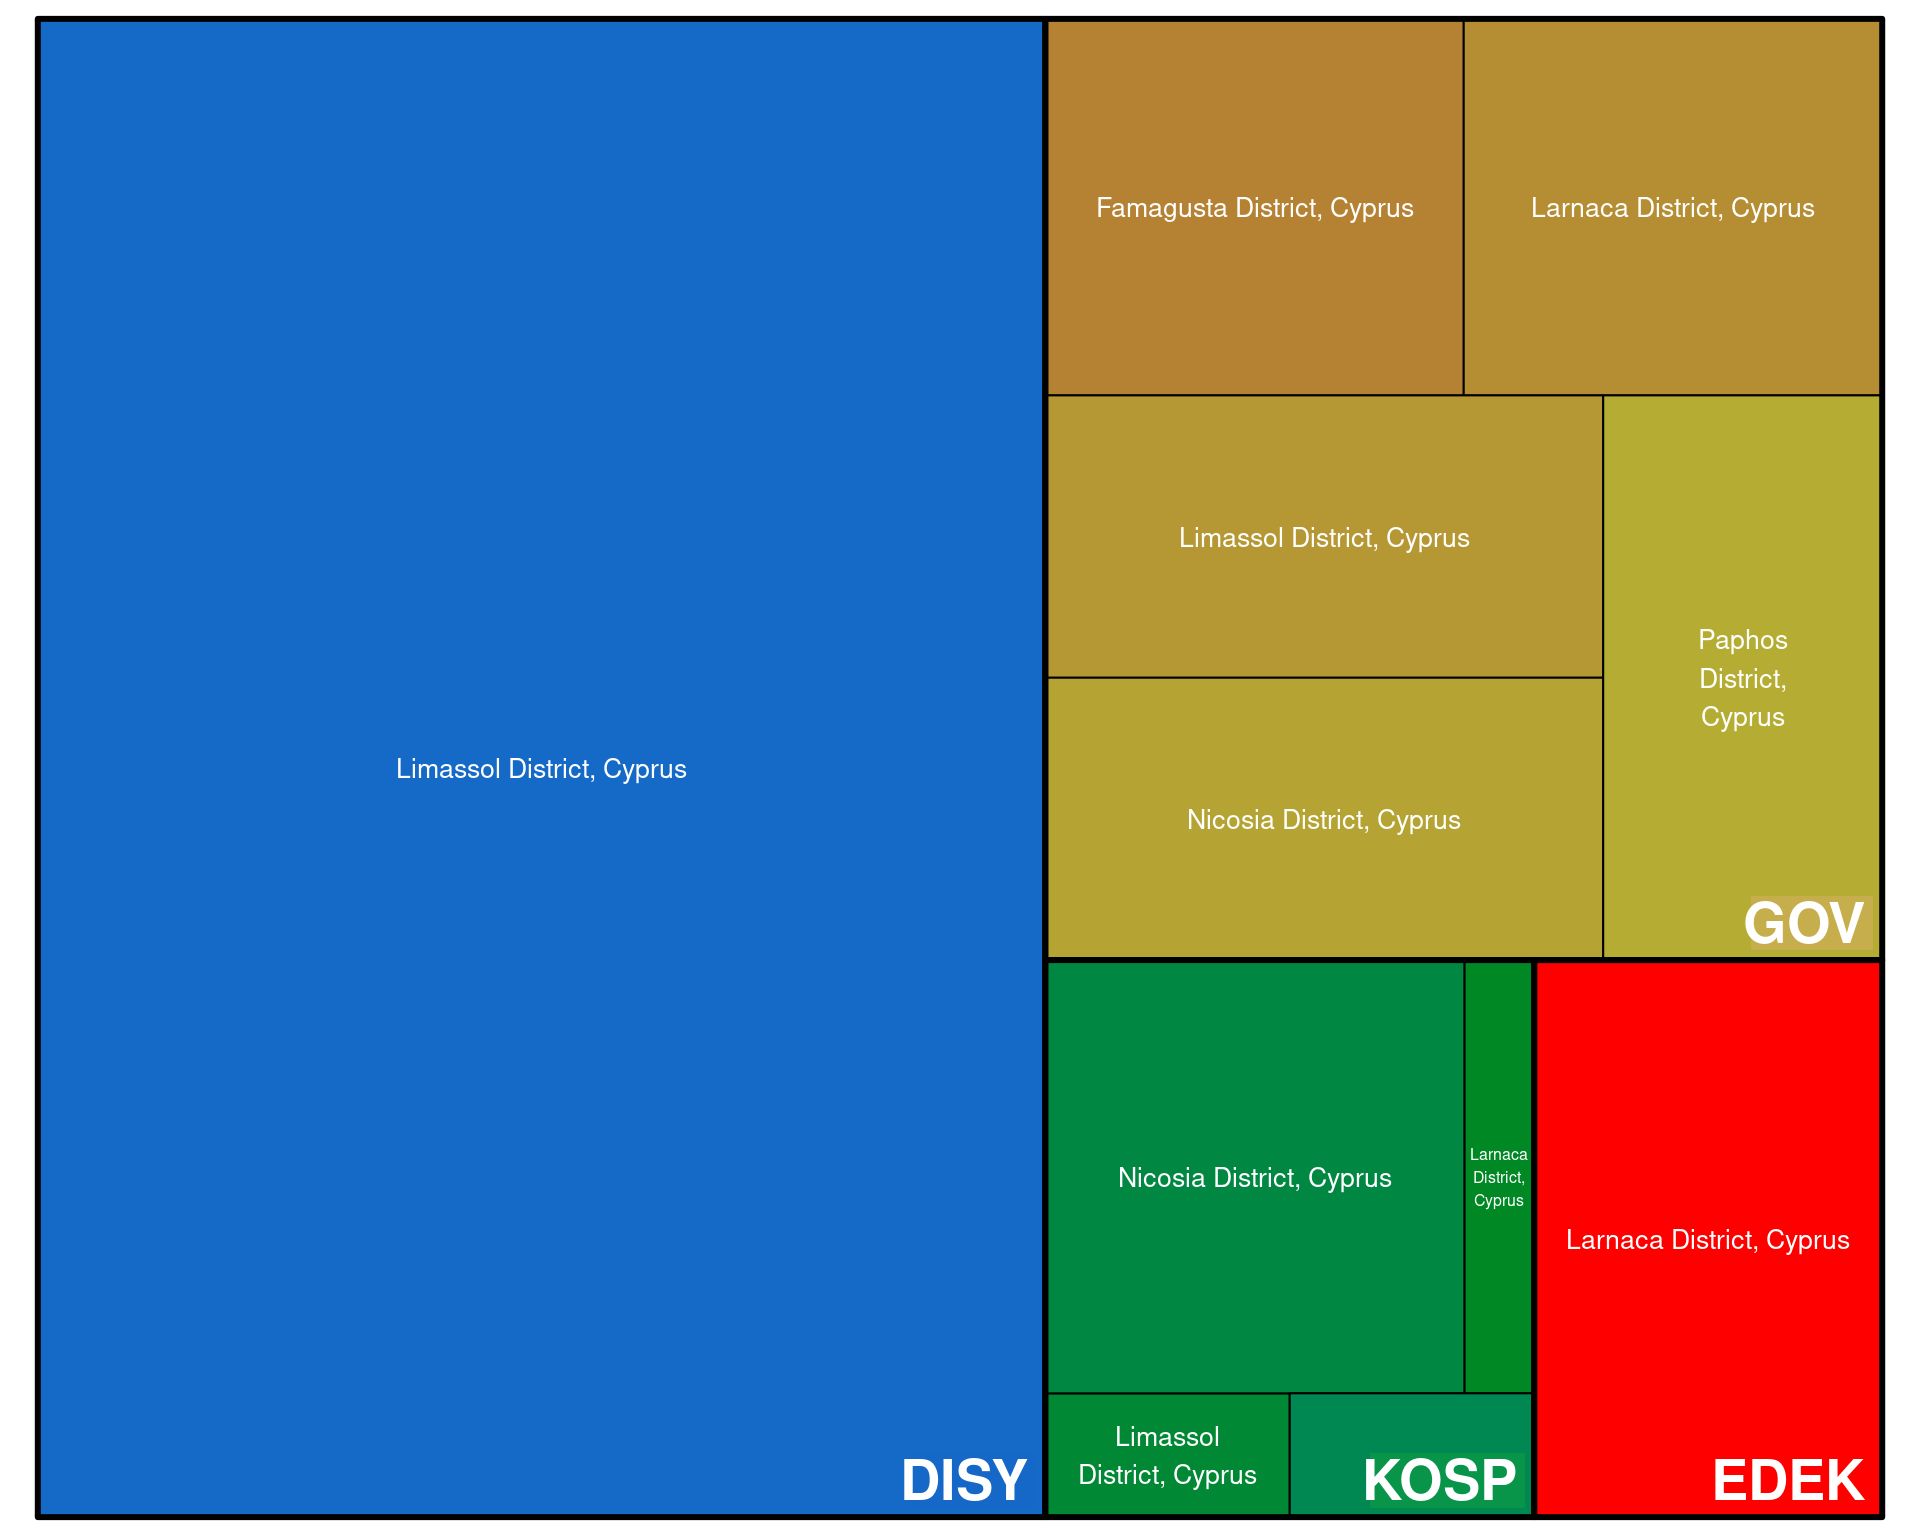 Limassol District, Cyprus
DISY
Famagusta District, Cyprus
Larnaca District, Cyprus
Limassol District, Cyprus
Nicosia District, Cyprus
Paphos
District,
Cyprus
GOV
Nicosia District, Cyprus
Larnaca
District,
Cyprus
Limassol
District, Cyprus
KOSP
Larnaca District, Cyprus
EDEK